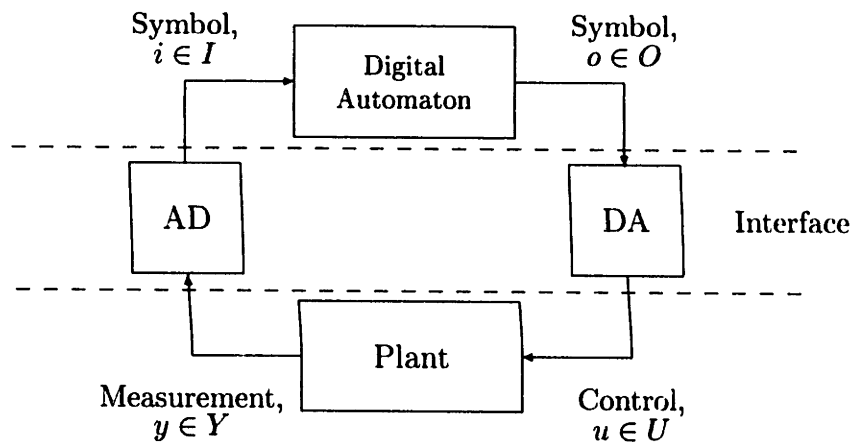 Symbol,
i ∈ I
Digital
Automaton
Symbol,
o ∈ O
AD
DA
Interface
Plant
Measurement,
y ∈ Y
Control,
u ∈ U